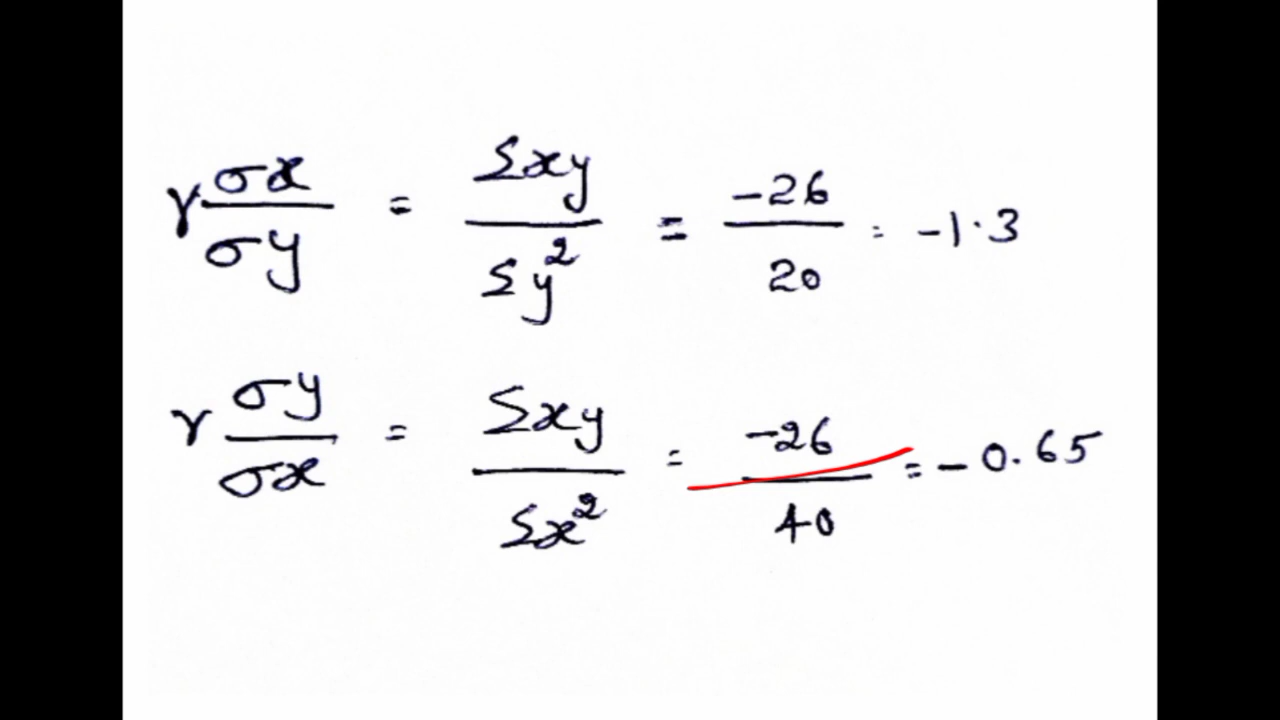 γ σx/σy = Σxy/Σy² = -26/20 = -1.3
γ σy/σx = Σxy/Σx² = -26/40 = -0.65